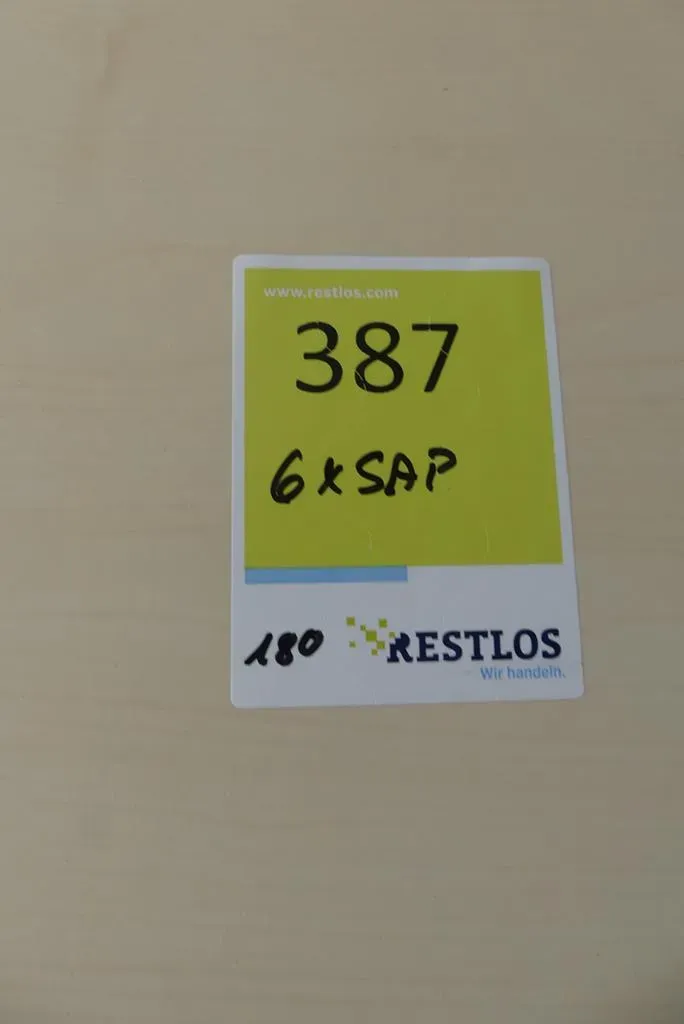 www.restlos.com
387
6 x SAP
180
RESTLOS
Wir handeln.